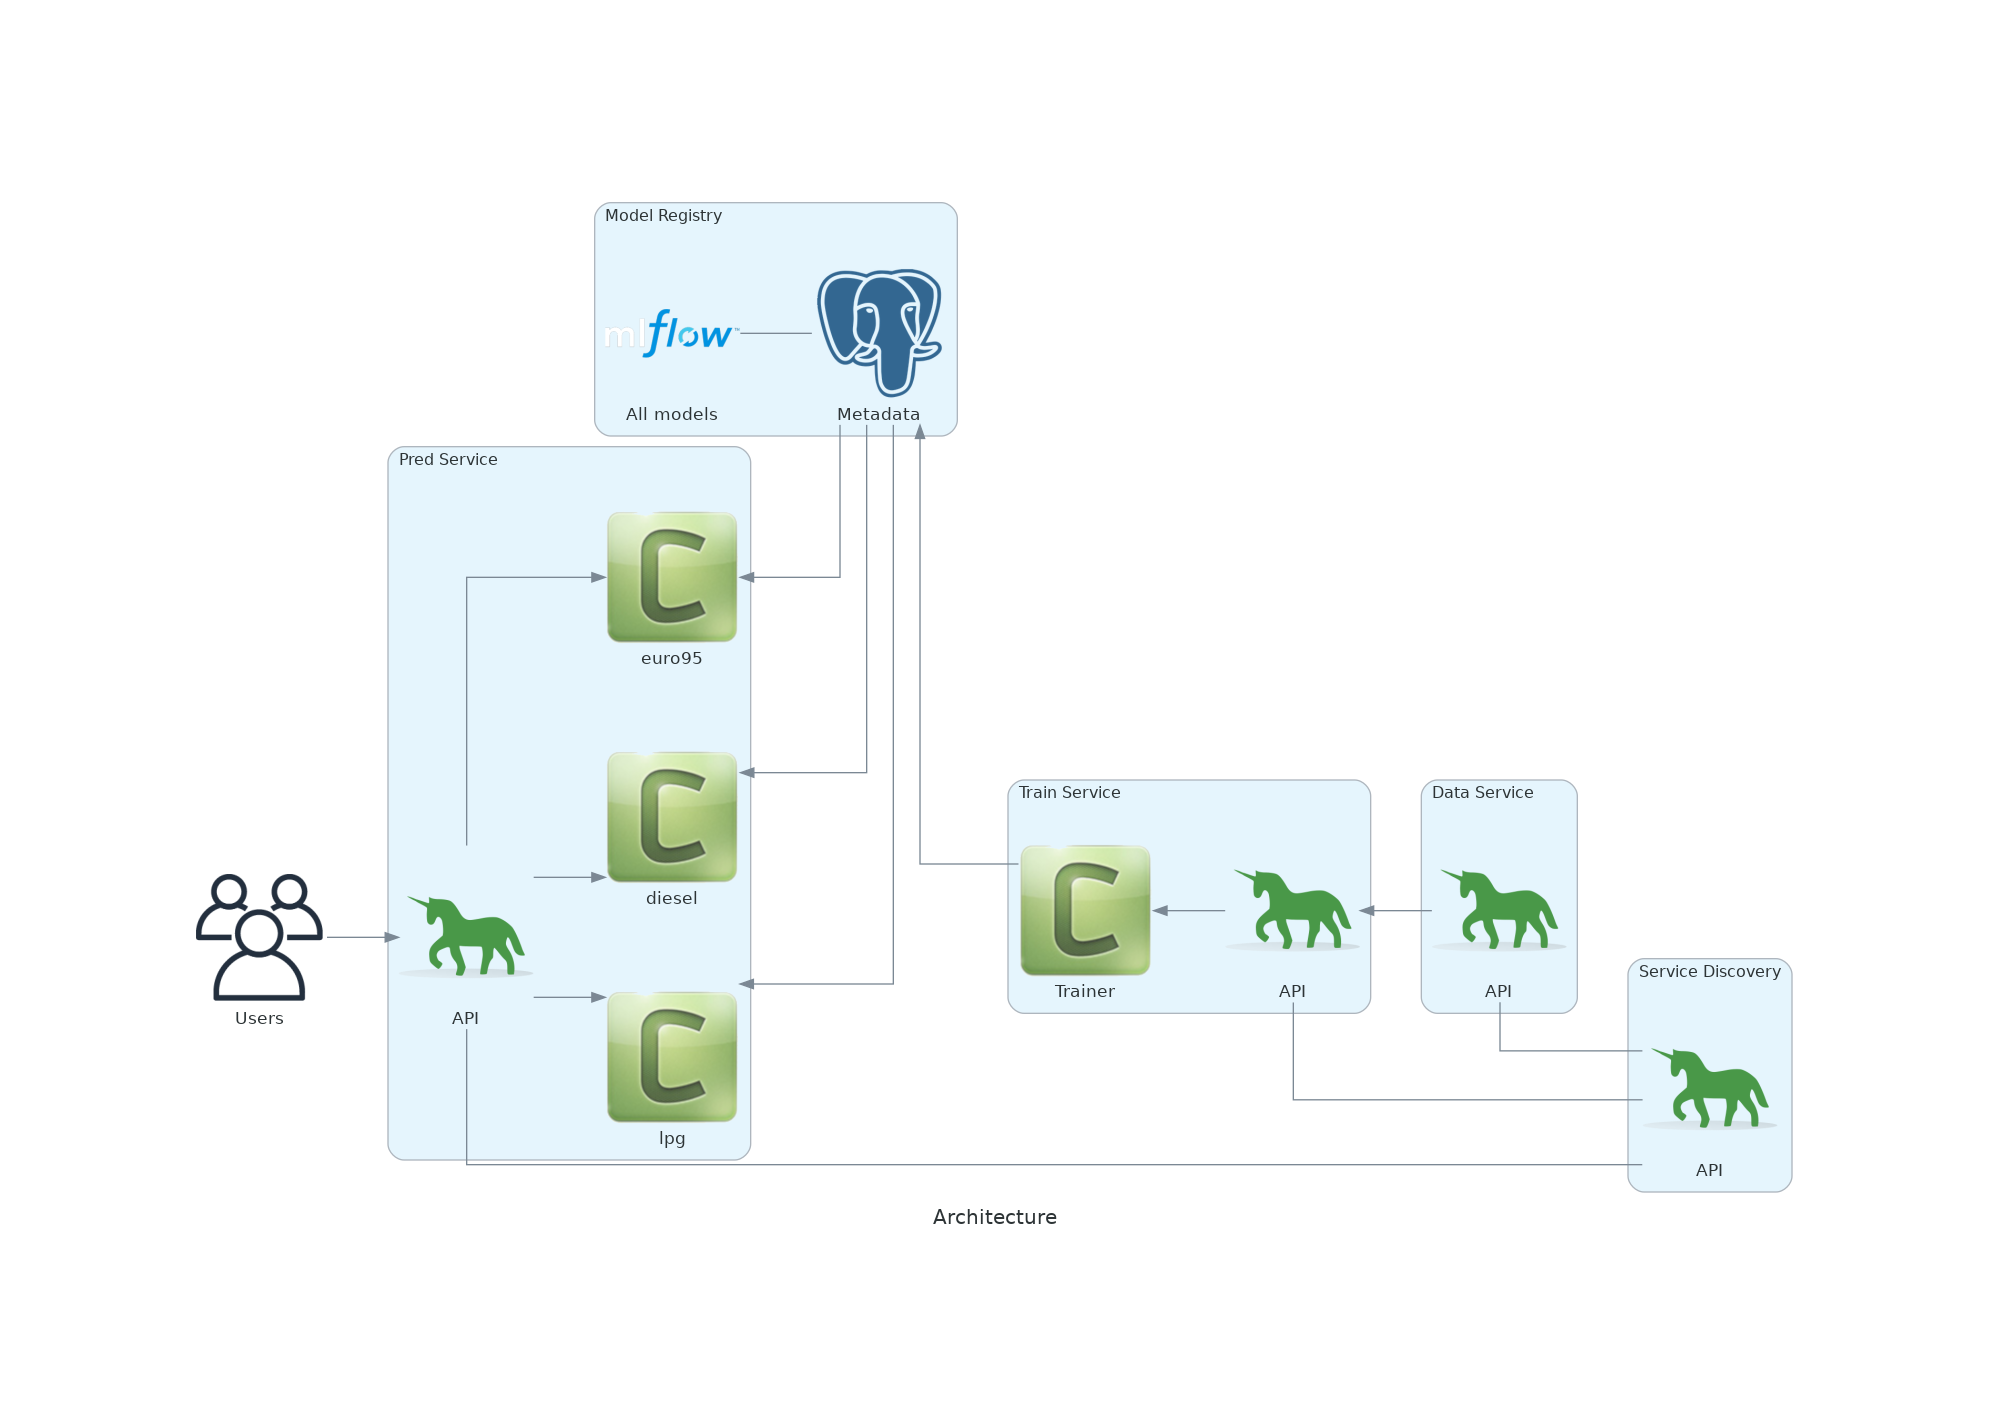 Model Registry
mlflow™
All models
Metadata
Pred Service
euro95
diesel
lpg
Users
API
Train Service
Trainer
API
Data Service
API
Service Discovery
API
Architecture